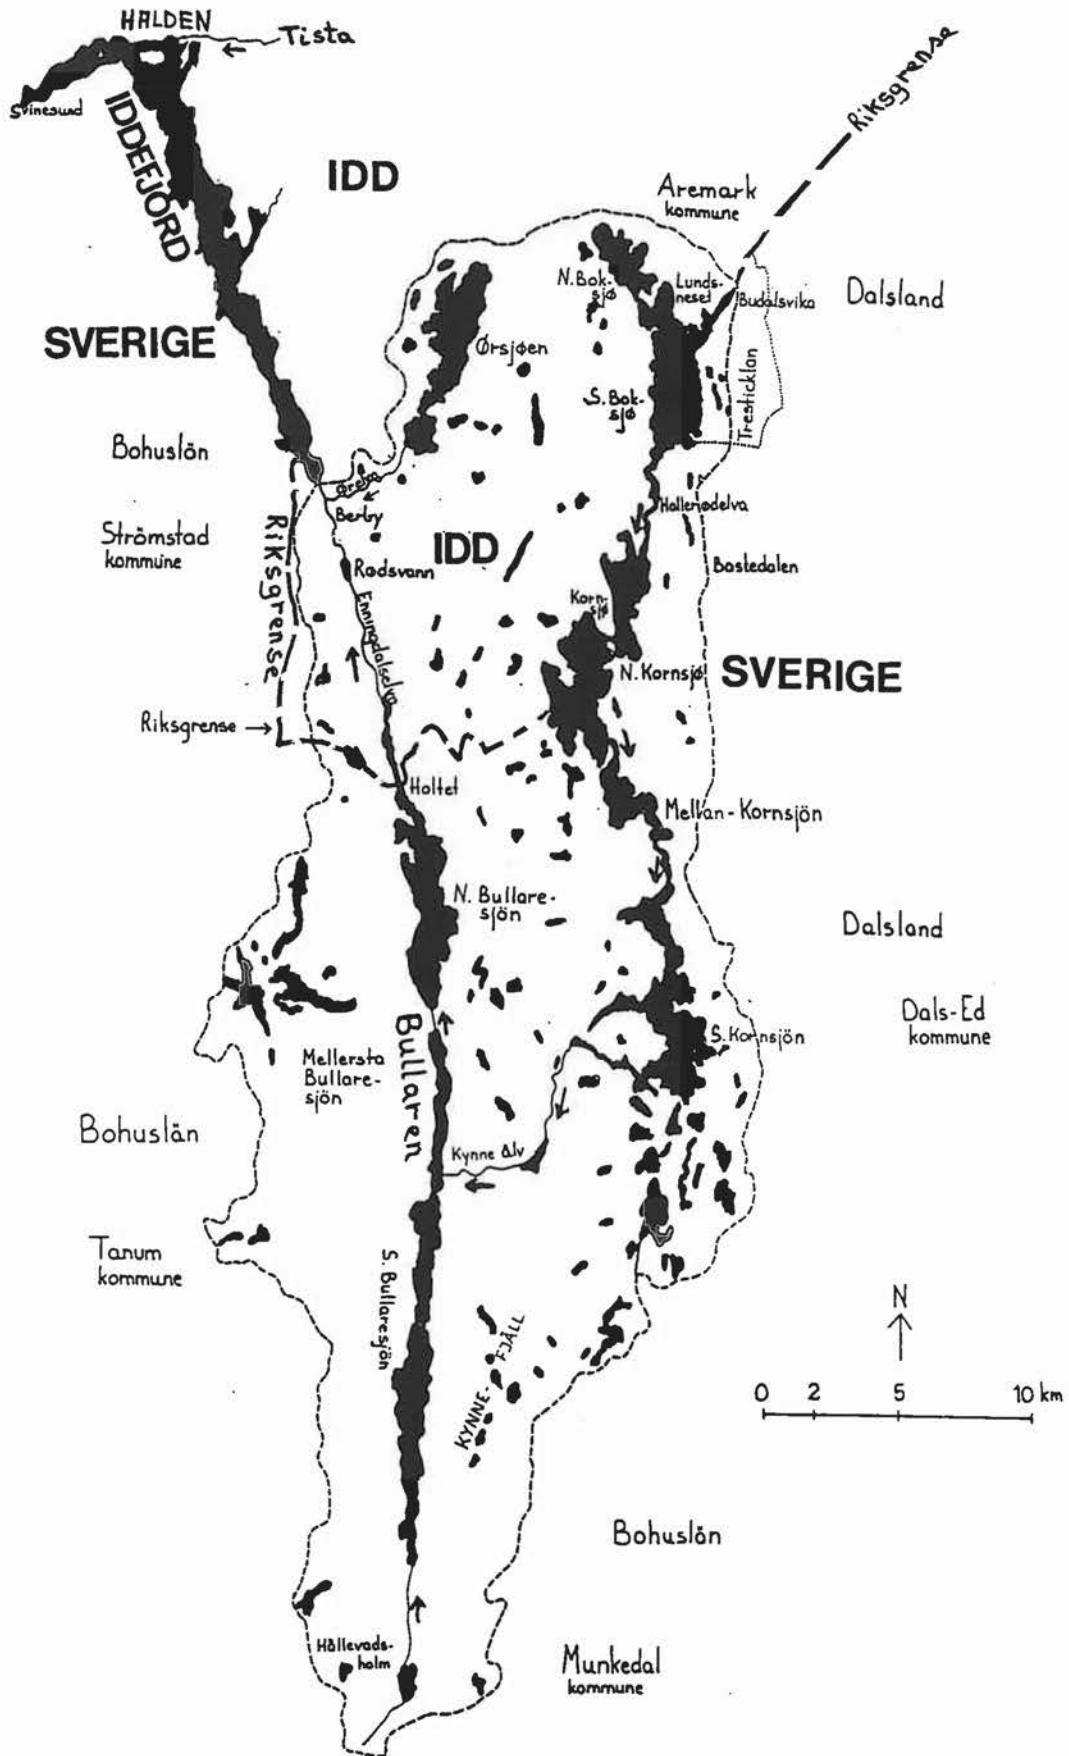 HALDEN
Tista
Svinesund
IDDEFJORD
Riksgrense
IDD
Aremark
kommune
N. Bok-
sjø
Lunds-
neset
Budalsvika
Dalsland
SVERIGE
Ørsjøen
S. Bok-
sjø
Tresticklan
Bohuslän
Ørelva
Berby
Hallerødelva
Strömstad
kommune
Riksgrense
IDD
Rødsvann
Bastedalen
Enningdalselva
Korn-
sjø
N. Kornsjø
SVERIGE
Riksgrense
Holtet
Mellan-Kornsjön
N. Bullare-
sjön
Dalsland
Dals-Ed
kommune
Bullaren
S. Kornsjön
Mellersta
Bullare-
sjön
Bohuslän
Kynne älv
Tanum
kommune
S. Bullaresjön
N
KYNNE-
FJÄLL
0 2 5 10 km
Bohuslän
Hällevads-
holm
Munkedal
kommune